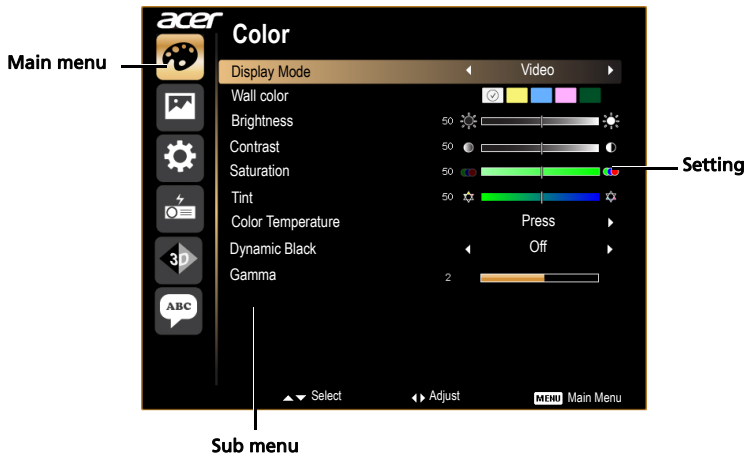 acer
Color
Main menu
Display Mode Video
Wall color
Brightness 50
Contrast 50
Saturation 50
Setting
Tint 50
Color Temperature Press
3D
Dynamic Black Off
Gamma 2
ABC
Select Adjust MENU Main Menu
Sub menu